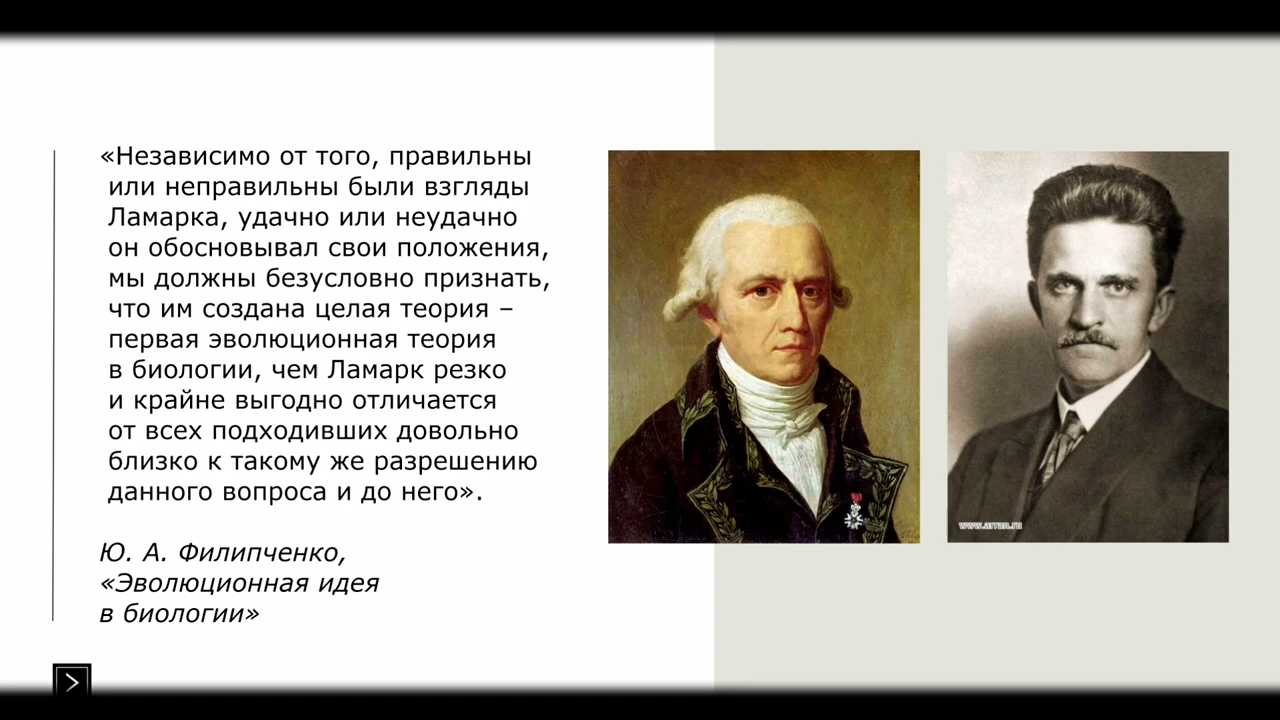 «Независимо от того, правильны
или неправильны были взгляды
Ламарка, удачно или неудачно
он обосновывал свои положения,
мы должны безусловно признать,
что им создана целая теория –
первая эволюционная теория
в биологии, чем Ламарк резко
и крайне выгодно отличается
от всех подходивших довольно
близко к такому же разрешению
данного вопроса и до него».
Ю. А. Филипченко,
«Эволюционная идея
в биологии»
www.arran.ru